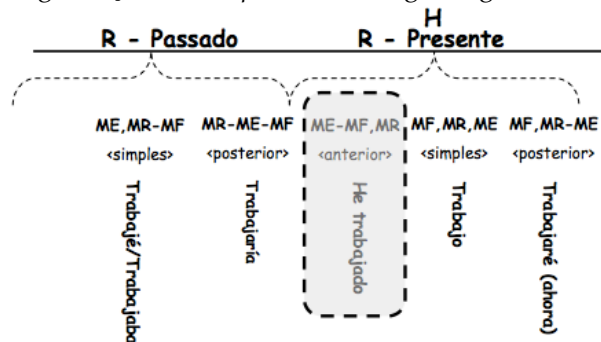 H
R - Passado R - Presente
ME,MR-MF MR-ME-MF ME-MF,MR MF,MR,ME MF,MR-ME
<simples> <posterior> <anterior> <simples> <posterior>
Trabajé/Trabajaba
Trabajaría
He trabajado
Trabajo
Trabajaré (ahora)